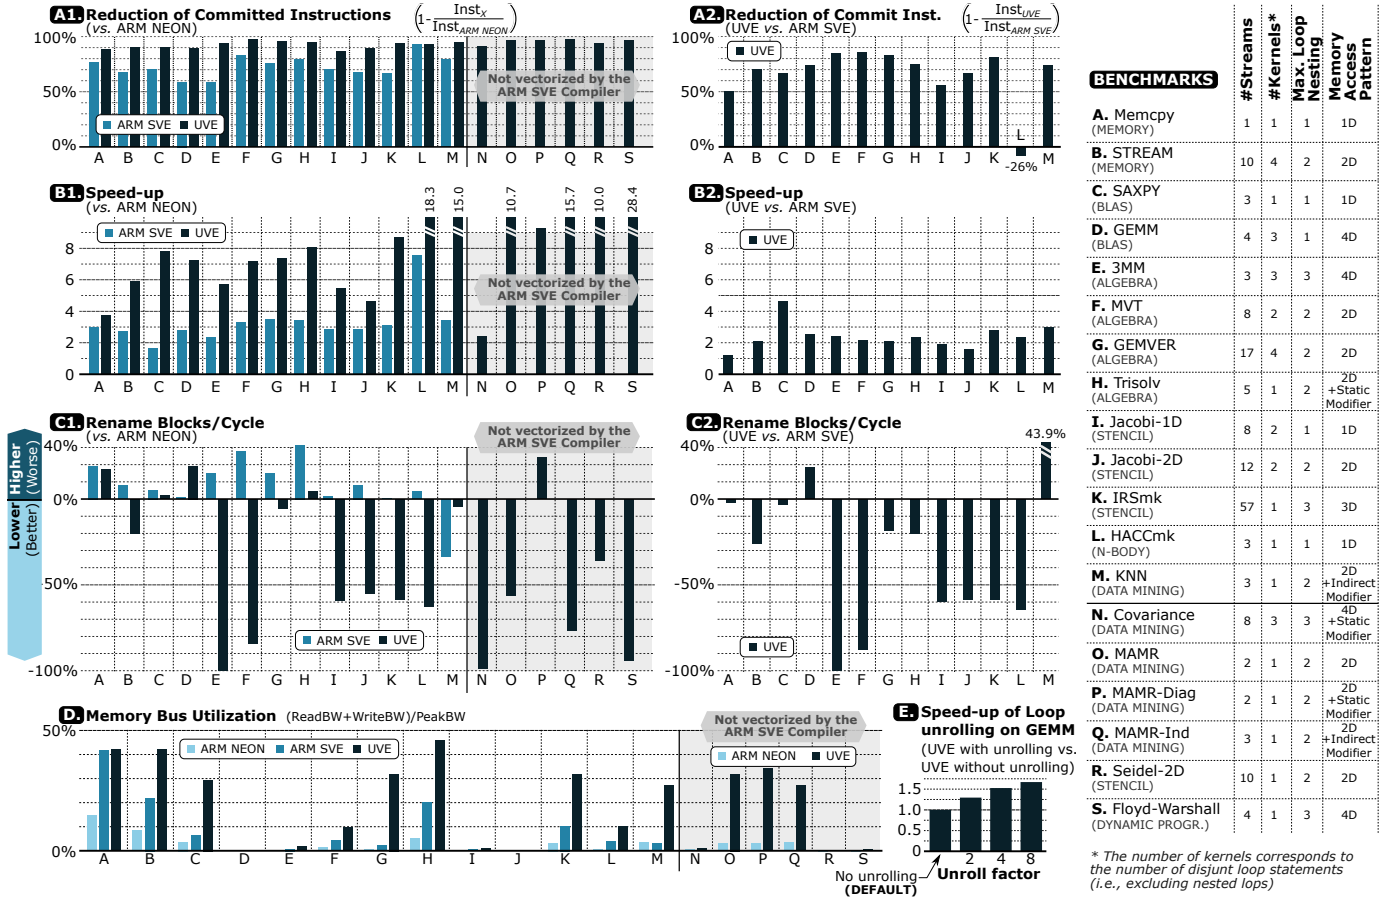 A1. Reduction of Committed Instructions
(vs. ARM NEON)
(1- InstX / InstARM NEON)
100%
50%
0%
ARM SVE UVE
Not vectorized by the
ARM SVE Compiler
A B C D E F G H I J K L M N O P Q R S
A2. Reduction of Commit Inst.
(UVE vs. ARM SVE)
(1- InstUVE / InstARM SVE)
100%
50%
0%
UVE
L
-26%
A B C D E F G H I J K M
B1. Speed-up
(vs. ARM NEON)
18.3 15.0 10.7 15.7 10.0 28.4
ARM SVE UVE
8
6
4
2
0
Not vectorized by the
ARM SVE Compiler
A B C D E F G H I J K L M N O P Q R S
B2. Speed-up
(UVE vs. ARM SVE)
UVE
8
6
4
2
0
A B C D E F G H I J K L M
C1. Rename Blocks/Cycle
(vs. ARM NEON)
Higher
(Worse)
Lower
(Better)
40%
0%
-50%
-100%
Not vectorized by the
ARM SVE Compiler
ARM SVE UVE
A B C D E F G H I J K L M N O P Q R S
C2. Rename Blocks/Cycle
(UVE vs. ARM SVE)
43.9%
40%
0%
-50%
-100%
UVE
A B C D E F G H I J K L M
D. Memory Bus Utilization (ReadBW+WriteBW)/PeakBW
50%
0%
ARM NEON ARM SVE UVE
Not vectorized by the
ARM SVE Compiler
ARM NEON UVE
A B C D E F G H I J K L M N O P Q R S
E. Speed-up of Loop
unrolling on GEMM
(UVE with unrolling vs.
UVE without unrolling)
1.5
1.0
0.5
0
2 4 8
No unrolling
(DEFAULT)
Unroll factor
BENCHMARKS
#Streams
#Kernels*
Max. Loop
Nesting
Memory
Access
Pattern
A. Memcpy
(MEMORY)
1 1 1 1D
B. STREAM
(MEMORY)
10 4 2 2D
C. SAXPY
(BLAS)
3 1 1 1D
D. GEMM
(BLAS)
4 3 1 4D
E. 3MM
(ALGEBRA)
3 3 3 4D
F. MVT
(ALGEBRA)
8 2 2 2D
G. GEMVER
(ALGEBRA)
17 4 2 2D
H. Trisolv
(ALGEBRA)
5 1 2 2D
+Static
Modifier
I. Jacobi-1D
(STENCIL)
8 2 1 1D
J. Jacobi-2D
(STENCIL)
12 2 2 2D
K. IRSmk
(STENCIL)
57 1 3 3D
L. HACCmk
(N-BODY)
3 1 1 1D
M. KNN
(DATA MINING)
3 1 2 2D
+Indirect
Modifier
N. Covariance
(DATA MINING)
8 3 3 4D
+Static
Modifier
O. MAMR
(DATA MINING)
2 1 2 2D
P. MAMR-Diag
(DATA MINING)
2 1 2 2D
+Static
Modifier
Q. MAMR-Ind
(DATA MINING)
3 1 2 2D
+Indirect
Modifier
R. Seidel-2D
(STENCIL)
10 1 2 2D
S. Floyd-Warshall
(DYNAMIC PROGR.)
4 1 3 4D
* The number of kernels corresponds to
the number of disjunt loop statements
(i.e., excluding nested lops)